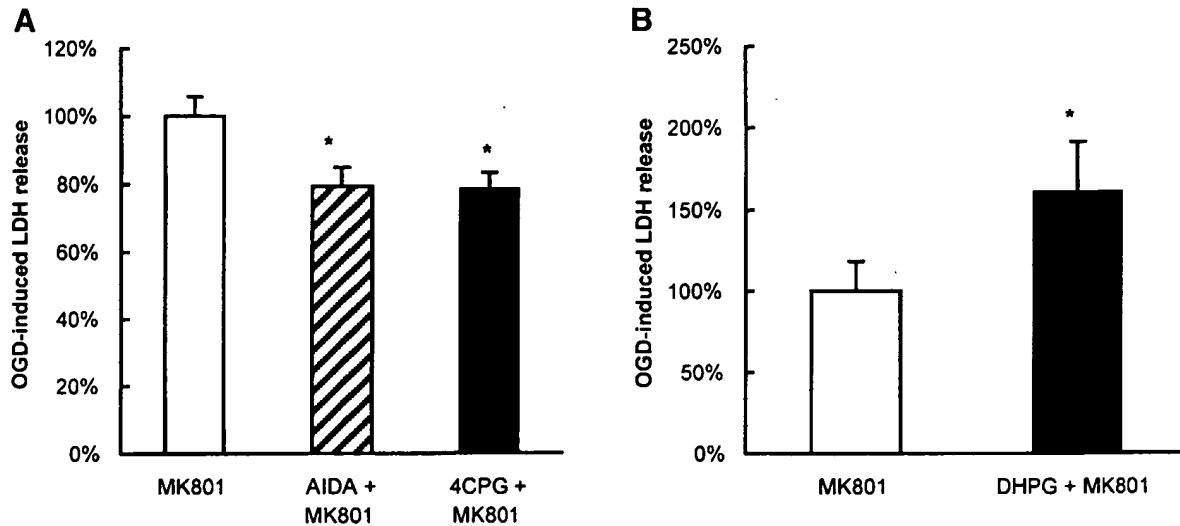 A
OGD-induced LDH release
120%
100%
80%
60%
40%
20%
0%
*
*
MK801
AIDA +
MK801
4CPG +
MK801
B
OGD-induced LDH release
250%
200%
150%
100%
50%
0%
*
MK801
DHPG + MK801